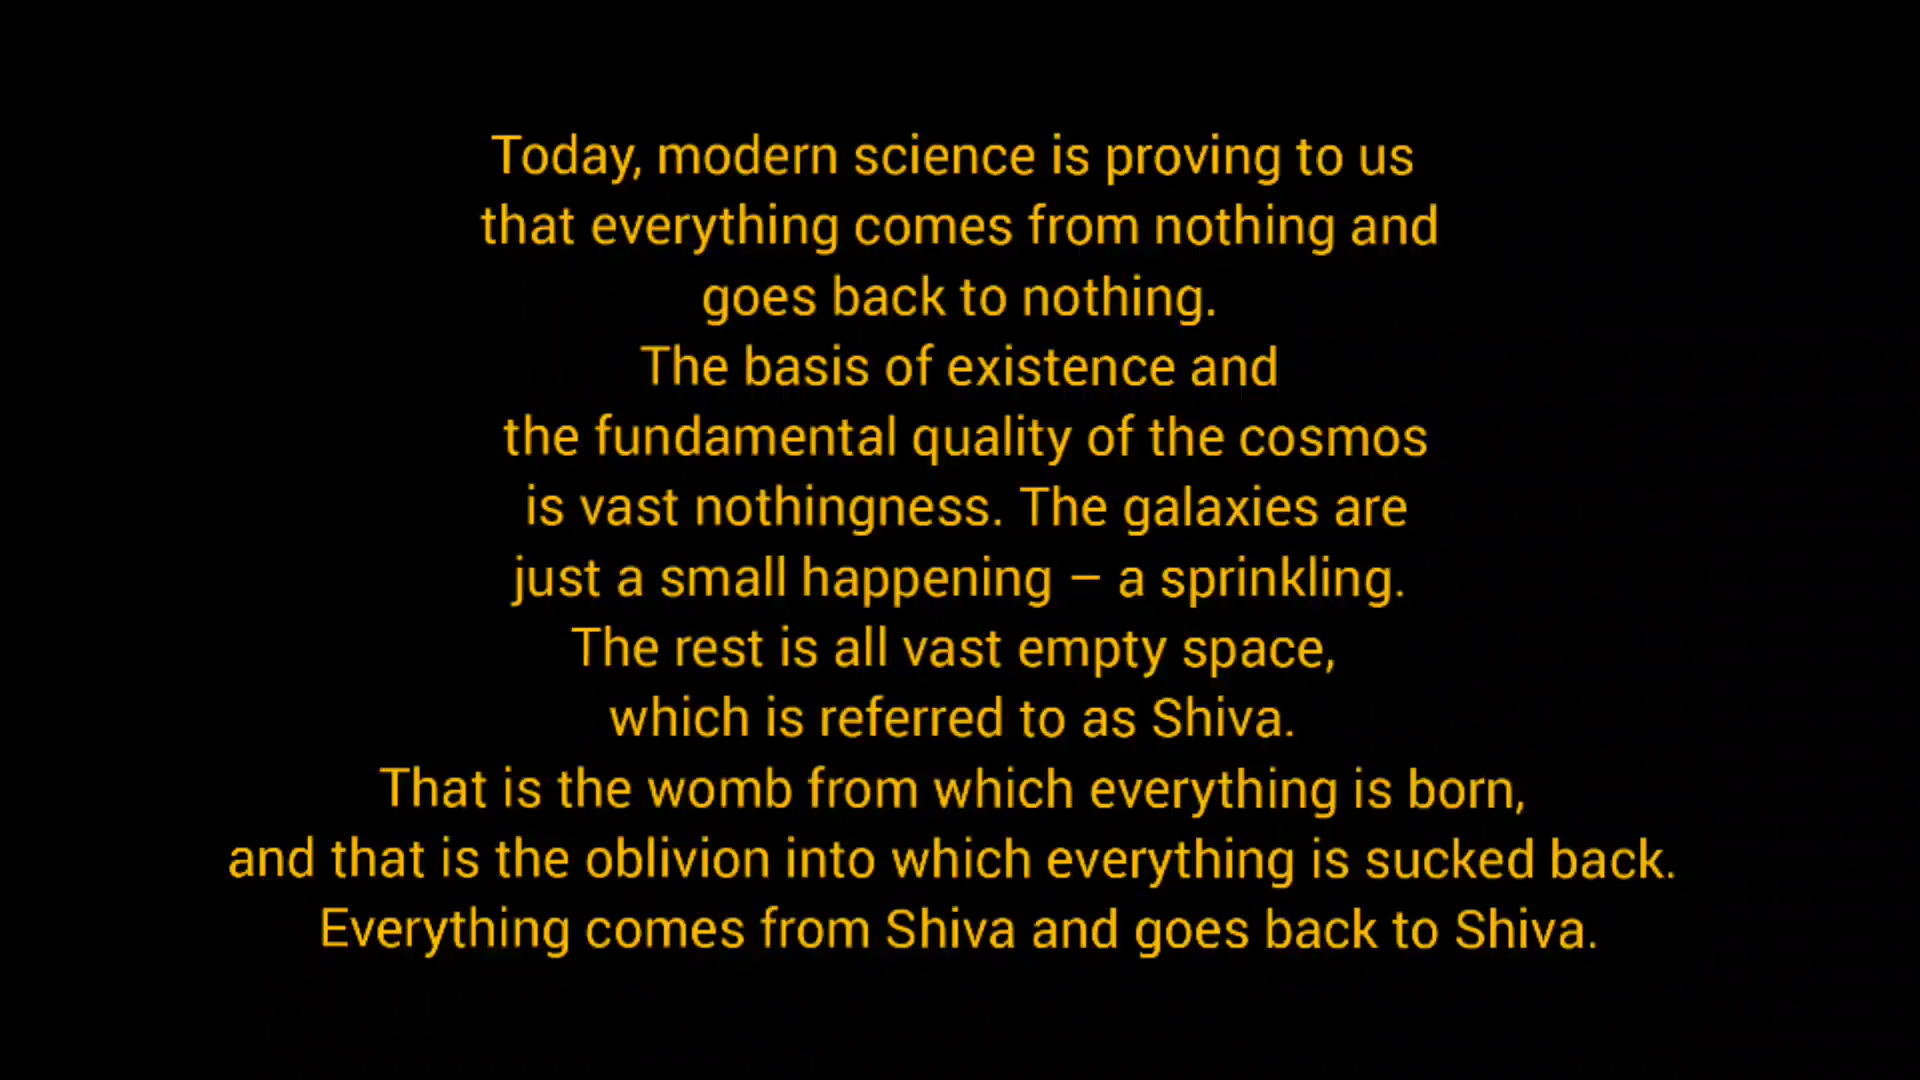 Today, modern science is proving to us
that everything comes from nothing and
goes back to nothing.
The basis of existence and
the fundamental quality of the cosmos
is vast nothingness. The galaxies are
just a small happening – a sprinkling.
The rest is all vast empty space,
which is referred to as Shiva.
That is the womb from which everything is born,
and that is the oblivion into which everything is sucked back.
Everything comes from Shiva and goes back to Shiva.